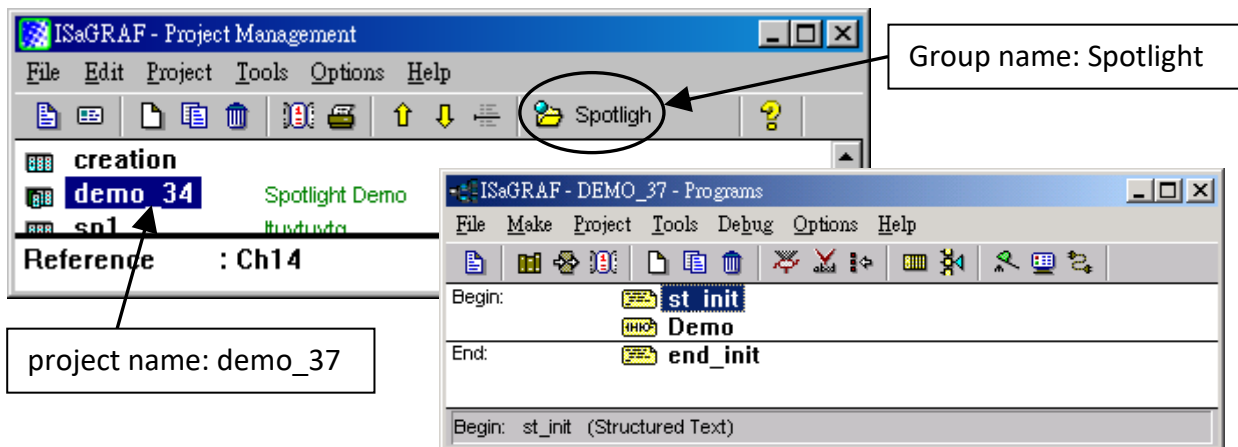 ISaGRAF - Project Management
File Edit Project Tools Options Help
Spotligh
Group name: Spotlight
creation
demo_34 Spotlight Demo
sp1
Reference : Ch14
project name: demo_37
ISaGRAF - DEMO_37 - Programs
File Make Project Tools Debug Options Help
Begin: st_init
Demo
End: end_init
Begin: st_init (Structured Text)